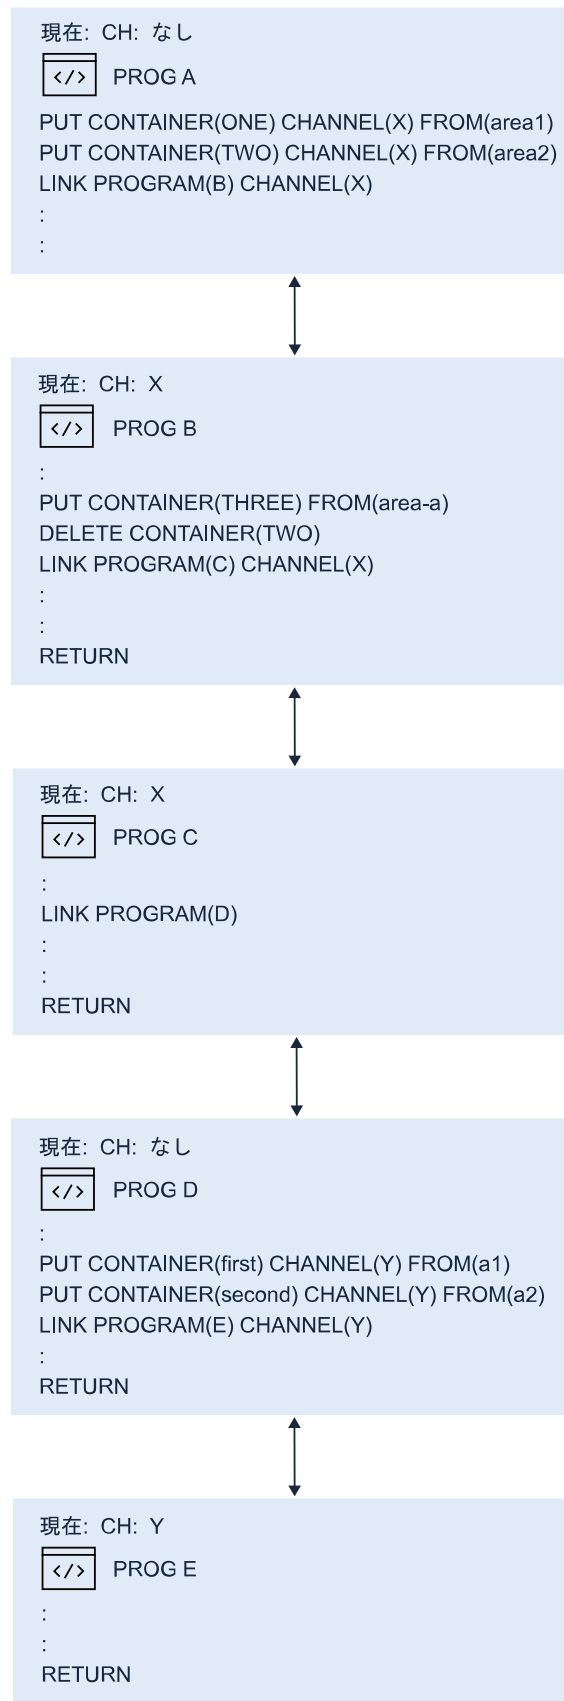 現在: CH: なし
</>
PROG A
PUT CONTAINER(ONE) CHANNEL(X) FROM(area1)
PUT CONTAINER(TWO) CHANNEL(X) FROM(area2)
LINK PROGRAM(B) CHANNEL(X)
:
:
現在: CH: X
</>
PROG B
:
PUT CONTAINER(THREE) FROM(area-a)
DELETE CONTAINER(TWO)
LINK PROGRAM(C) CHANNEL(X)
:
:
RETURN
現在: CH: X
</>
PROG C
:
LINK PROGRAM(D)
:
:
RETURN
現在: CH: なし
</>
PROG D
:
PUT CONTAINER(first) CHANNEL(Y) FROM(a1)
PUT CONTAINER(second) CHANNEL(Y) FROM(a2)
LINK PROGRAM(E) CHANNEL(Y)
:
RETURN
現在: CH: Y
</>
PROG E
:
:
RETURN